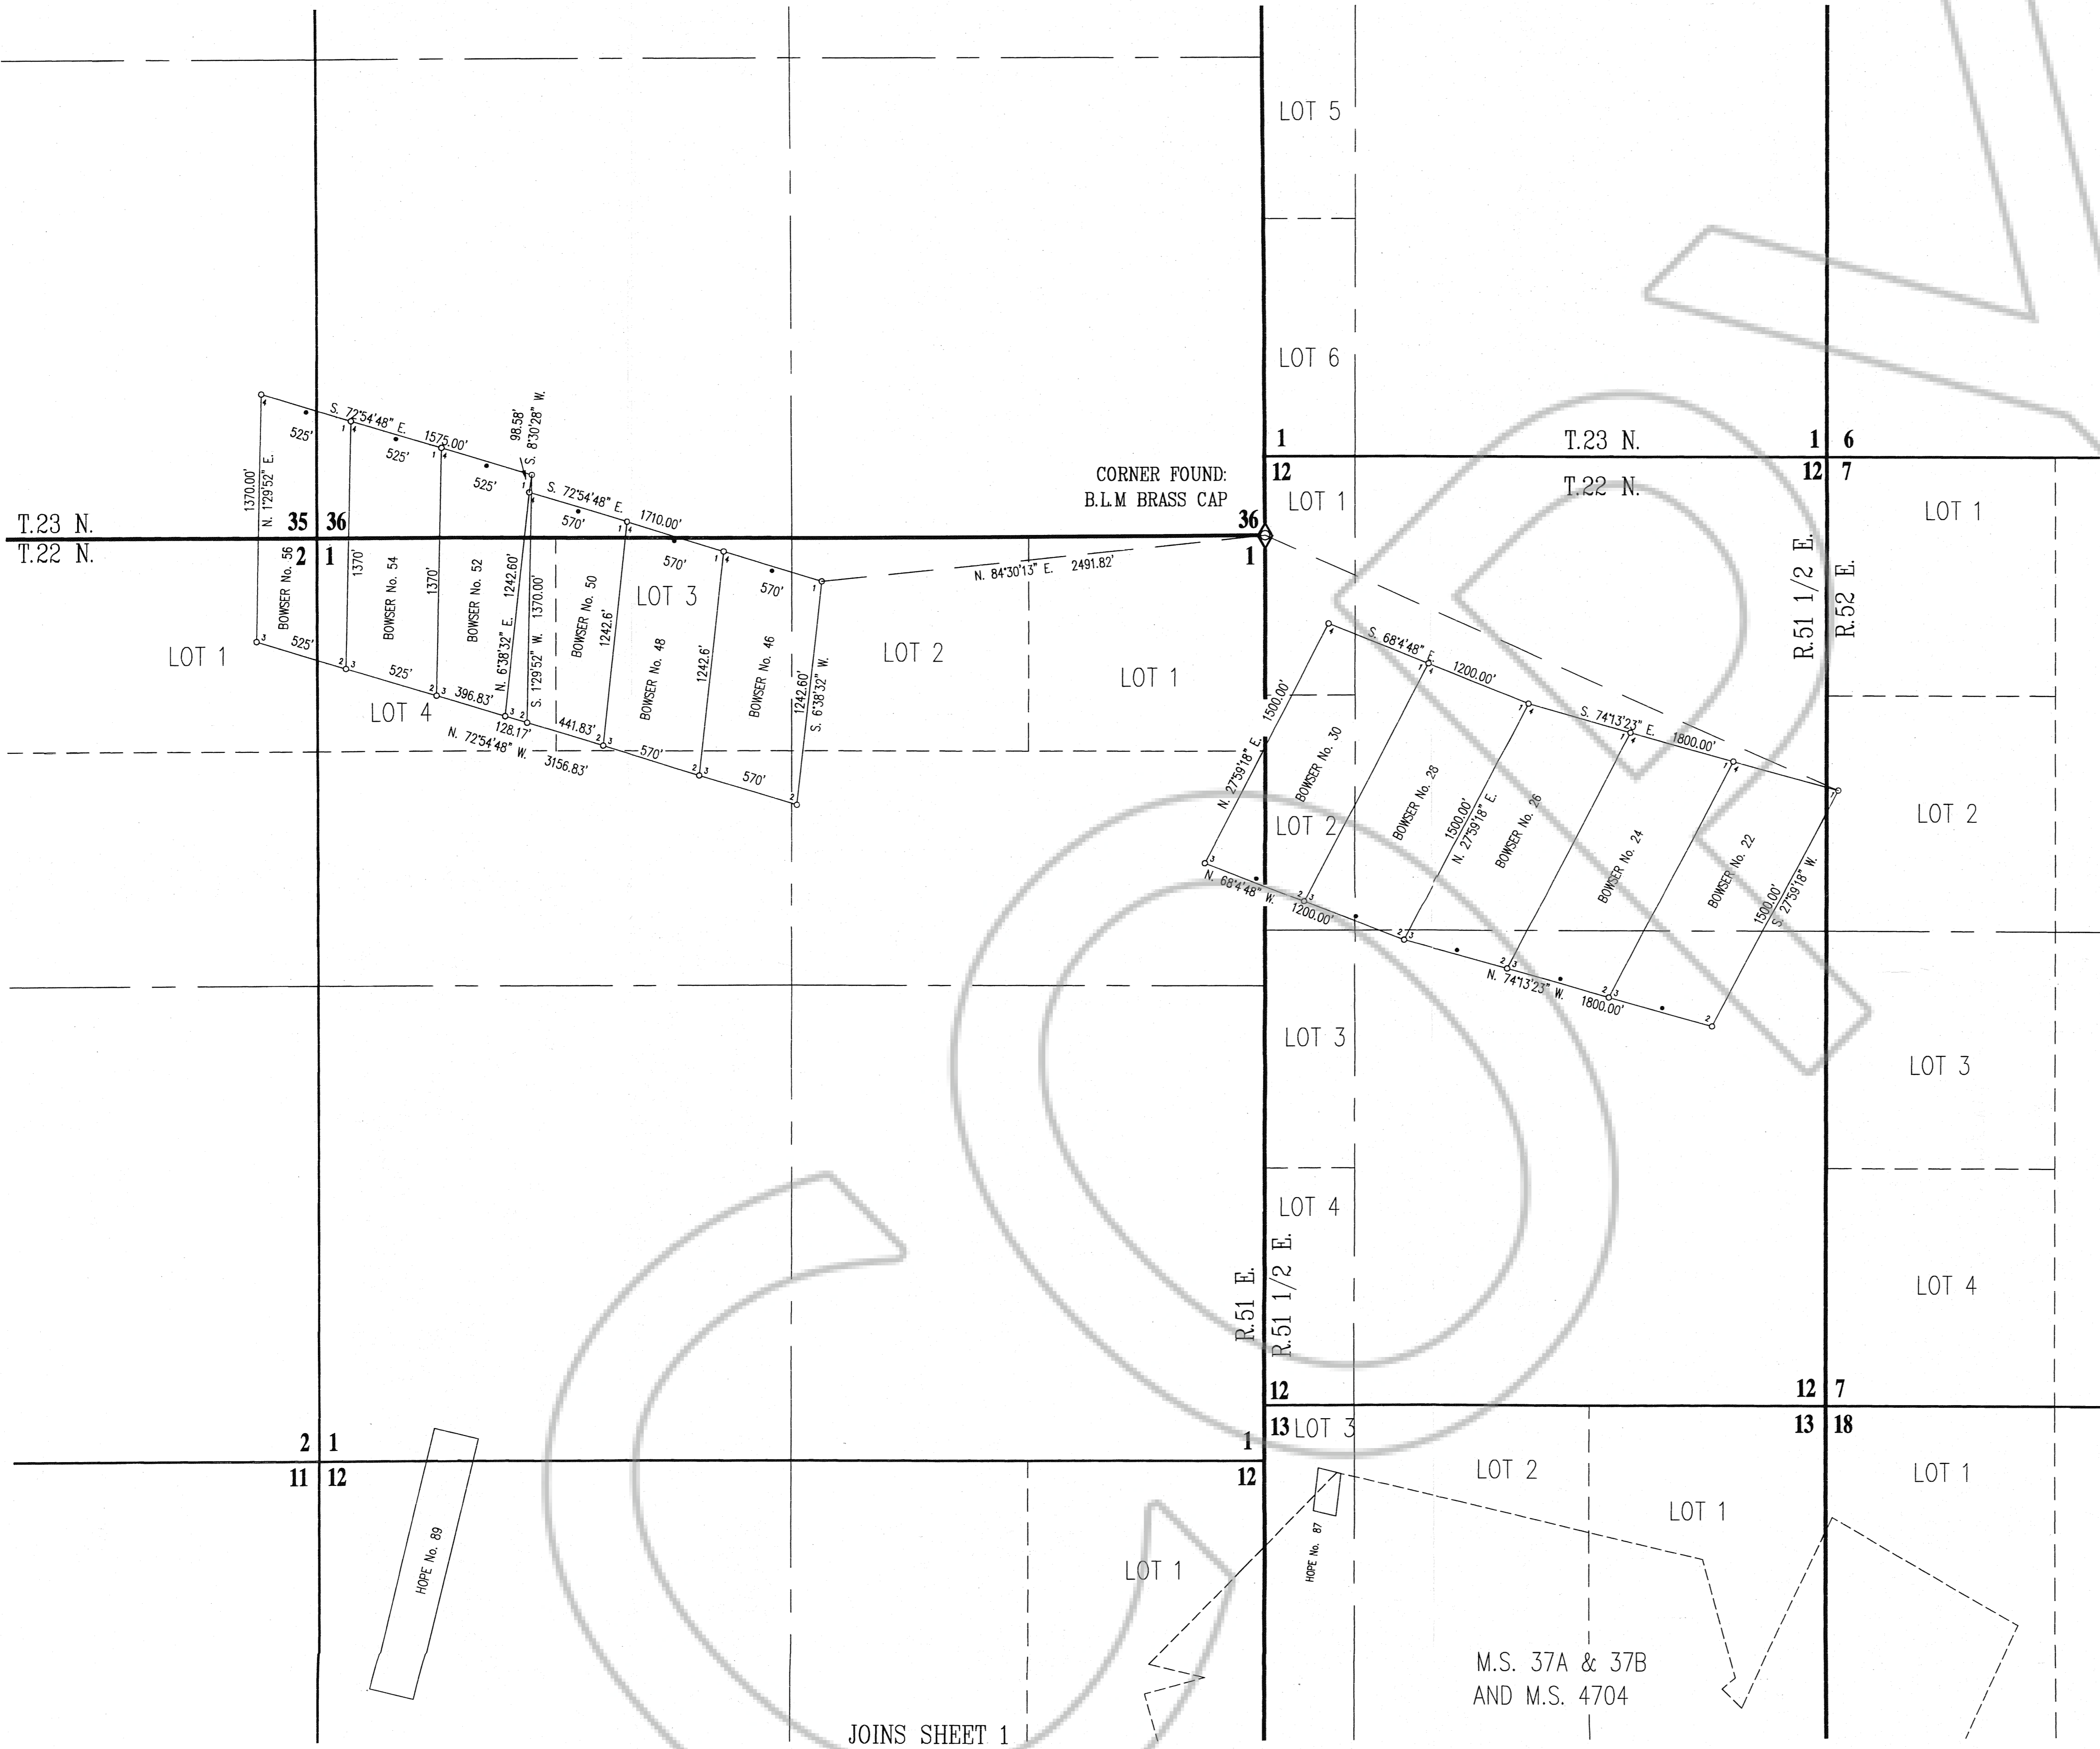 LOT 5
LOT 6
1
T.23 N.
1
6
12
T.22 N.
12
7
LOT 1
LOT 1
CORNER FOUND:
B.L.M BRASS CAP
36
1
T.23 N.
T.22 N.
35
36
2
1
S. 72°54'48" E.
1575.00'
525'
525'
525'
98.58'
S. 8°30'28" W.
S. 72°54'48" E.
1710.00'
570'
570'
570'
1370.00'
N. 1°29'52" E.
BOWSER No. 56
1370'
BOWSER No. 54
1370'
BOWSER No. 52
1242.60'
N. 6°38'32" E.
1370.00'
S. 1°29'52" W.
BOWSER No. 50
1242.6'
LOT 3
BOWSER No. 48
1242.6'
BOWSER No. 46
1242.60'
S. 6°38'32" W.
N. 84°30'13" E. 2491.82'
LOT 1
LOT 4
LOT 2
LOT 1
525'
525'
396.83'
128.17'
441.83'
570'
570'
N. 72°54'48" W.
3156.83'
R.51 1/2 E.
R.52 E.
S. 68°4'48" E.
1200.00'
S. 74°13'23" E.
1800.00'
1500.00'
N. 27°59'18" E.
BOWSER No. 30
BOWSER No. 28
1500.00'
N. 27°59'18" E.
BOWSER No. 26
BOWSER No. 24
BOWSER No. 22
1500.00'
S. 27°59'18" W.
LOT 2
LOT 2
N. 68°4'48" W.
1200.00'
N. 74°13'23" W.
1800.00'
LOT 3
LOT 3
LOT 4
LOT 4
R.51 E.
R.51 1/2 E.
12
12
7
13
LOT 3
13
18
2
1
1
11
12
12
LOT 2
LOT 1
LOT 1
LOT 1
HOPE No. 89
HOPE No. 87
M.S. 37A & 37B
AND M.S. 4704
JOINS SHEET 1
COPY